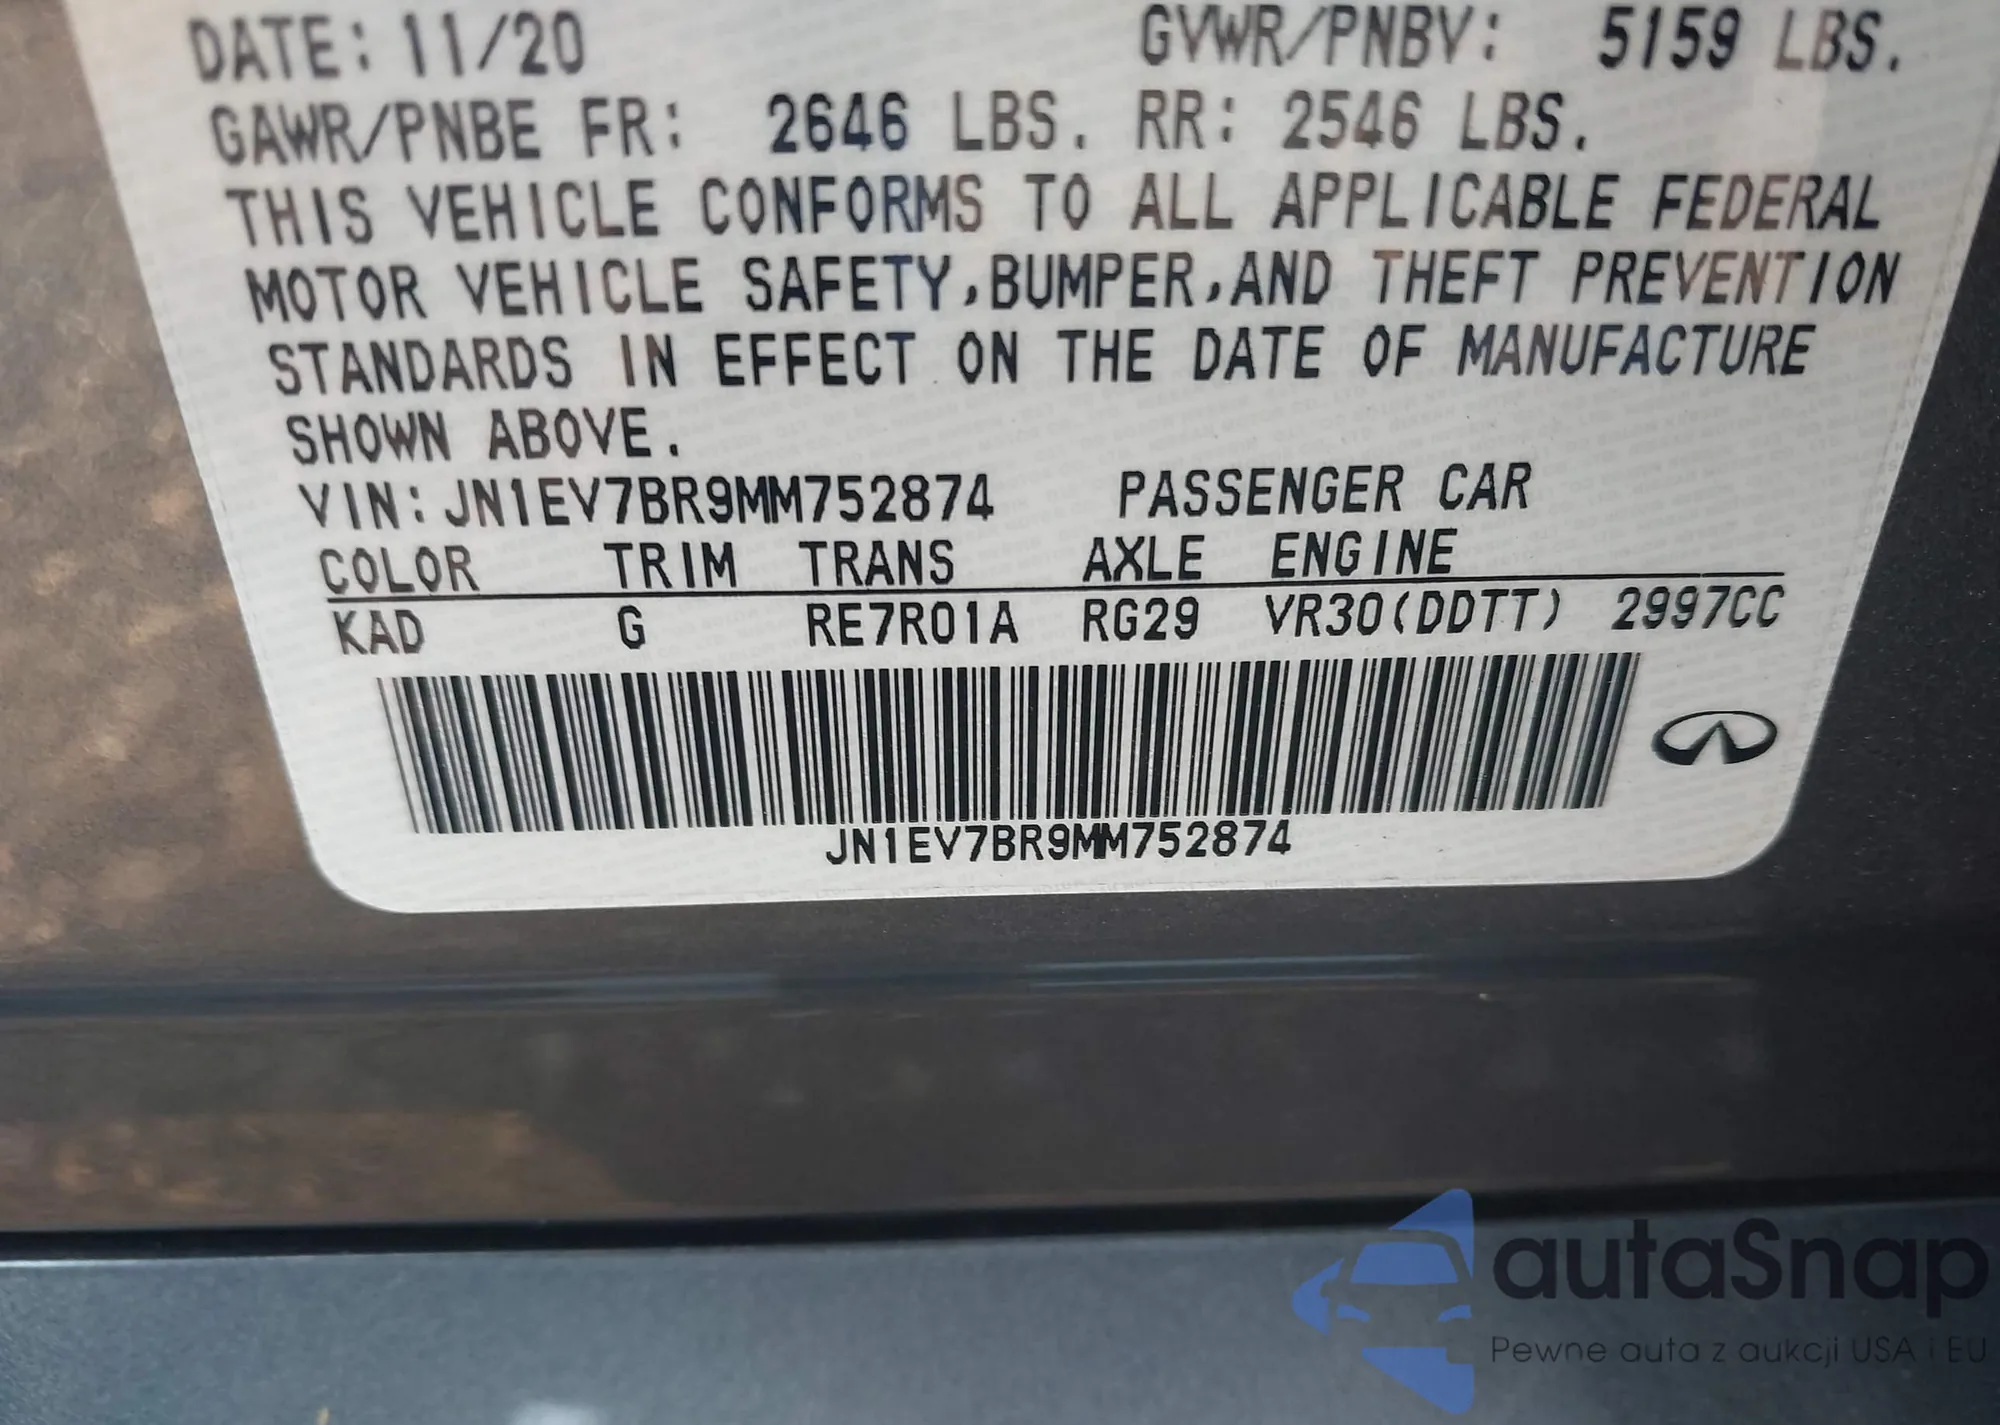 DATE: 11/20 GVWR/PNBV: 5159 LBS.
GAWR/PNBE FR: 2646 LBS. RR: 2546 LBS.
THIS VEHICLE CONFORMS TO ALL APPLICABLE FEDERAL
MOTOR VEHICLE SAFETY,BUMPER,AND THEFT PREVENTION
STANDARDS IN EFFECT ON THE DATE OF MANUFACTURE
SHOWN ABOVE.
VIN: JN1EV7BR9MM752874 PASSENGER CAR
COLOR TRIM TRANS AXLE ENGINE
KAD G RE7R01A RG29 VR30(DDTT) 2997CC
JN1EV7BR9MM752874
autaSnap
Pewne auta z aukcji USA i EU